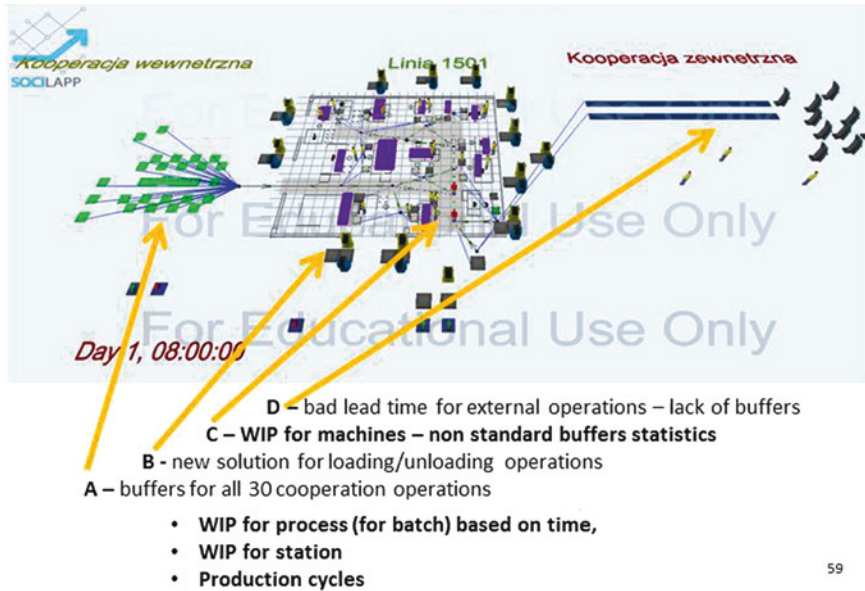 Kooperacja wewnetrzna
Linia 1501
Kooperacja zewnetrzna
SOCILAPP
For Educational Use Only
For Educational Use Only
For Educational Use Only
Day 1, 08:00:00
D – bad lead time for external operations – lack of buffers
C – WIP for machines – non standard buffers statistics
B - new solution for loading/unloading operations
A – buffers for all 30 cooperation operations
• WIP for process (for batch) based on time,
• WIP for station
• Production cycles
59